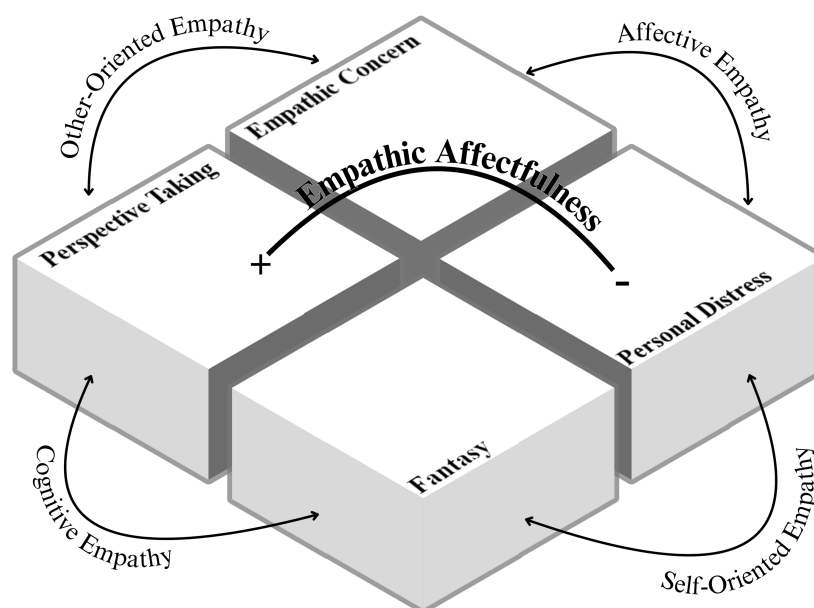 Other-Oriented Empathy
Affective Empathy
Empathic Concern
Empathic Affectfulness
Perspective Taking
+
-
Personal Distress
Fantasy
Cognitive Empathy
Self-Oriented Empathy